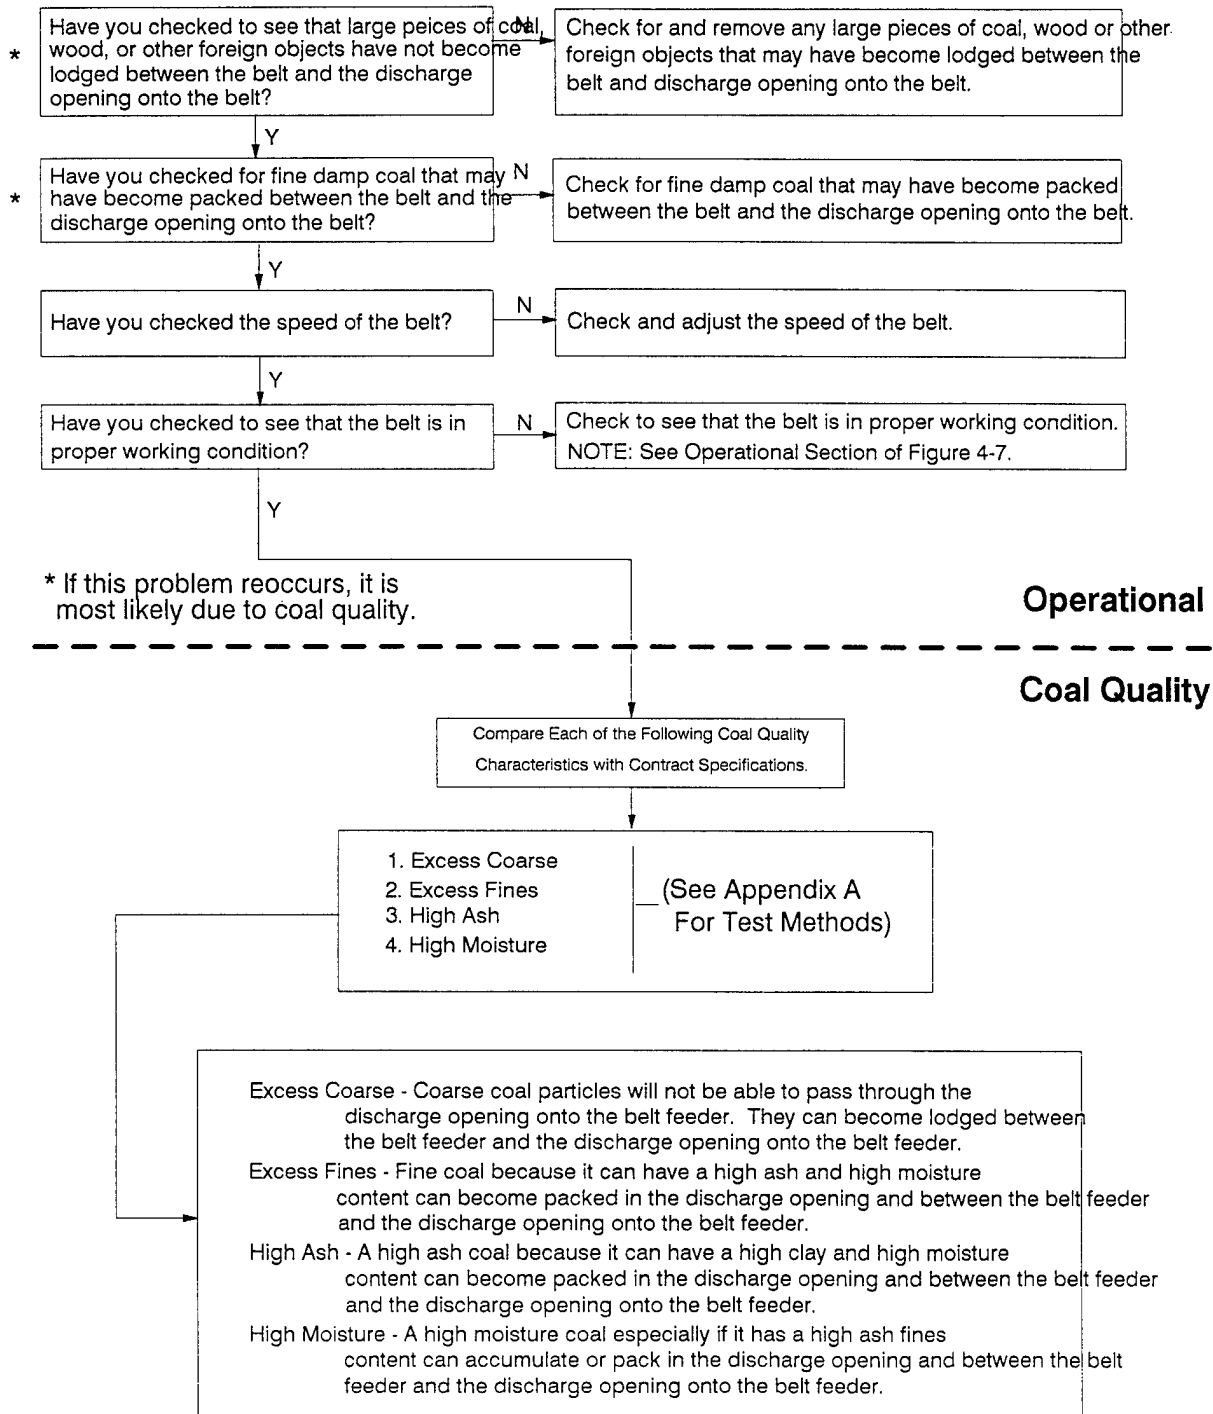 *
Have you checked to see that large peices of coal,
wood, or other foreign objects have not become
lodged between the belt and the discharge
opening onto the belt?
N
Check for and remove any large pieces of coal, wood or other
foreign objects that may have become lodged between the
belt and discharge opening onto the belt.
Y
*
Have you checked for fine damp coal that may
have become packed between the belt and the
discharge opening onto the belt?
N
Check for fine damp coal that may have become packed
between the belt and the discharge opening onto the belt.
Y
Have you checked the speed of the belt?
N
Check and adjust the speed of the belt.
Y
Have you checked to see that the belt is in
proper working condition?
N
Check to see that the belt is in proper working condition.
NOTE: See Operational Section of Figure 4-7.
Y
* If this problem reoccurs, it is
most likely due to coal quality.
Operational
Coal Quality
Compare Each of the Following Coal Quality
Characteristics with Contract Specifications.
1. Excess Coarse
2. Excess Fines
3. High Ash
4. High Moisture
(See Appendix A
For Test Methods)
Excess Coarse - Coarse coal particles will not be able to pass through the
discharge opening onto the belt feeder. They can become lodged between
the belt feeder and the discharge opening onto the belt feeder.
Excess Fines - Fine coal because it can have a high ash and high moisture
content can become packed in the discharge opening and between the belt feeder
and the discharge opening onto the belt feeder.
High Ash - A high ash coal because it can have a high clay and high moisture
content can become packed in the discharge opening and between the belt feeder
and the discharge opening onto the belt feeder.
High Moisture - A high moisture coal especially if it has a high ash fines
content can accumulate or pack in the discharge opening and between the belt
feeder and the discharge opening onto the belt feeder.